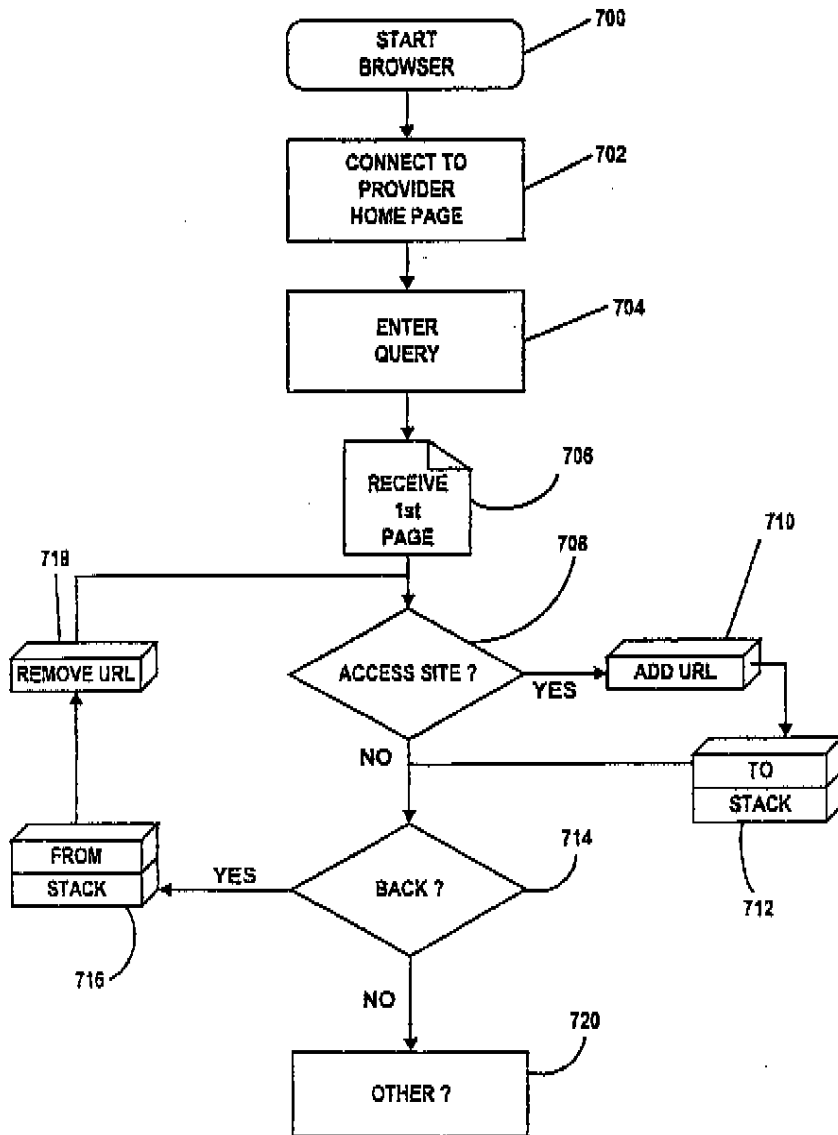 START
BROWSER
700
CONNECT TO
PROVIDER
HOME PAGE
702
ENTER
QUERY
704
RECEIVE
1st
PAGE
706
708
710
718
REMOVE URL
ACCESS SITE ?
YES
ADD URL
NO
TO
STACK
712
FROM
STACK
716
YES
BACK ?
714
NO
OTHER ?
720